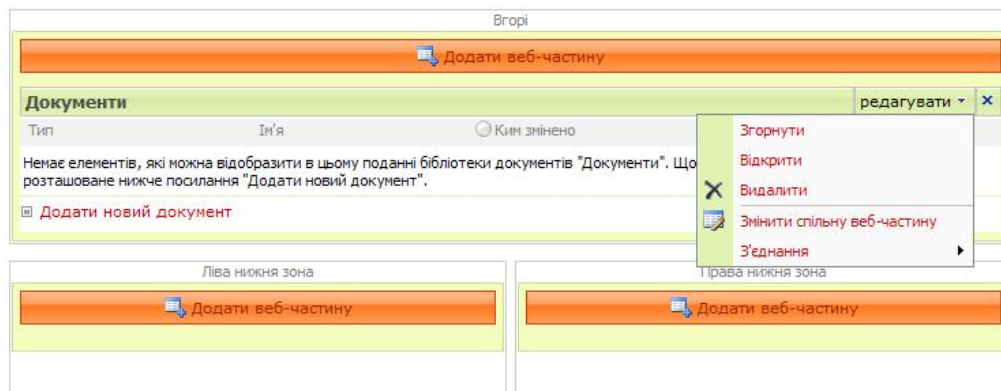 Вгорі
Додати веб-частину
Документи
редагувати
Тип Ім'я Ким змінено
Немає елементів, які можна відобразити в цьому поданні бібліотеки документів "Документи". Що
розташоване нижче посилання "Додати новий документ".
Додати новий документ
Згорнути
Відкрити
Видалити
Змінити спільну веб-частину
З'єднання
Ліва нижня зона
Права нижня зона
Додати веб-частину
Додати веб-частину